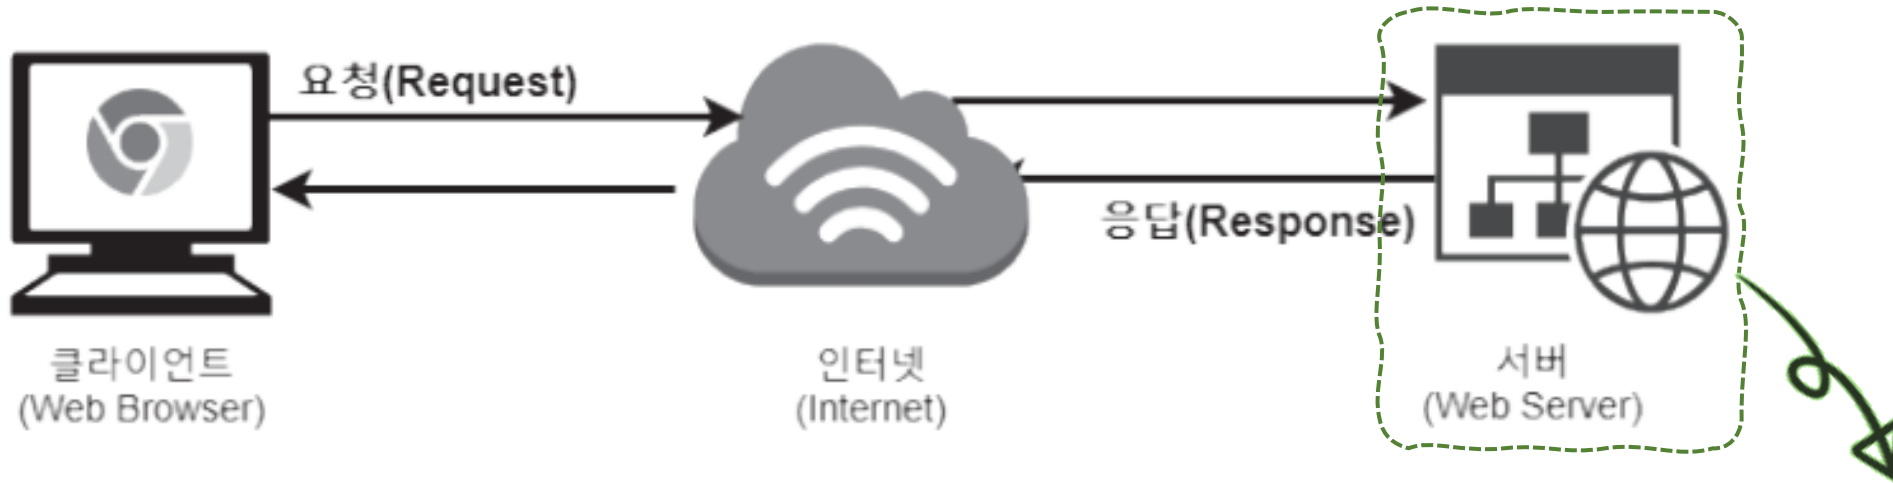 요청(Request)
응답(Response)
클라이언트
(Web Browser)
인터넷
(Internet)
서버
(Web Server)